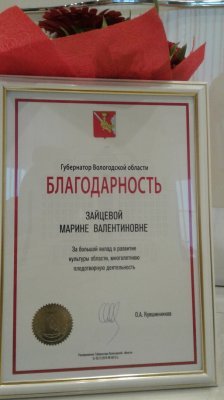 Губернатор Вологодской области
БЛАГОДАРНОСТЬ
ЗАЙЦЕВОЙ
МАРИНЕ ВАЛЕНТИНОВНЕ
За большой вклад в развитие
культуры области, многолетнюю
плодотворную деятельность
О.А. Кувшинников